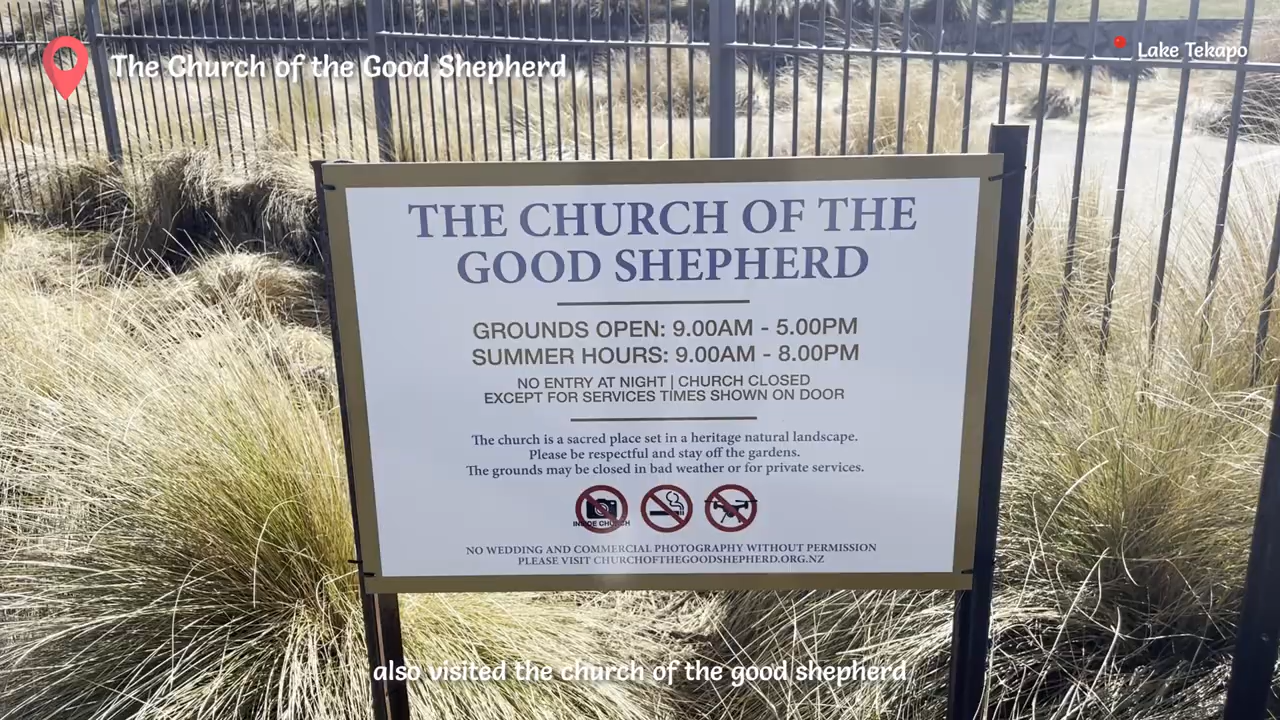 The Church of the Good Shepherd
Lake Tekapo
THE CHURCH OF THE
GOOD SHEPHERD
GROUNDS OPEN: 9.00AM - 5.00PM
SUMMER HOURS: 9.00AM - 8.00PM
NO ENTRY AT NIGHT | CHURCH CLOSED
EXCEPT FOR SERVICES TIMES SHOWN ON DOOR
The church is a sacred place set in a heritage natural landscape.
Please be respectful and stay off the gardens.
The grounds may be closed in bad weather or for private services.
INSIDE CHURCH
NO WEDDING AND COMMERCIAL PHOTOGRAPHY WITHOUT PERMISSION
PLEASE VISIT CHURCHOFTHEGOODSHEPHERD.ORG.NZ
also visited the church of the good shepherd